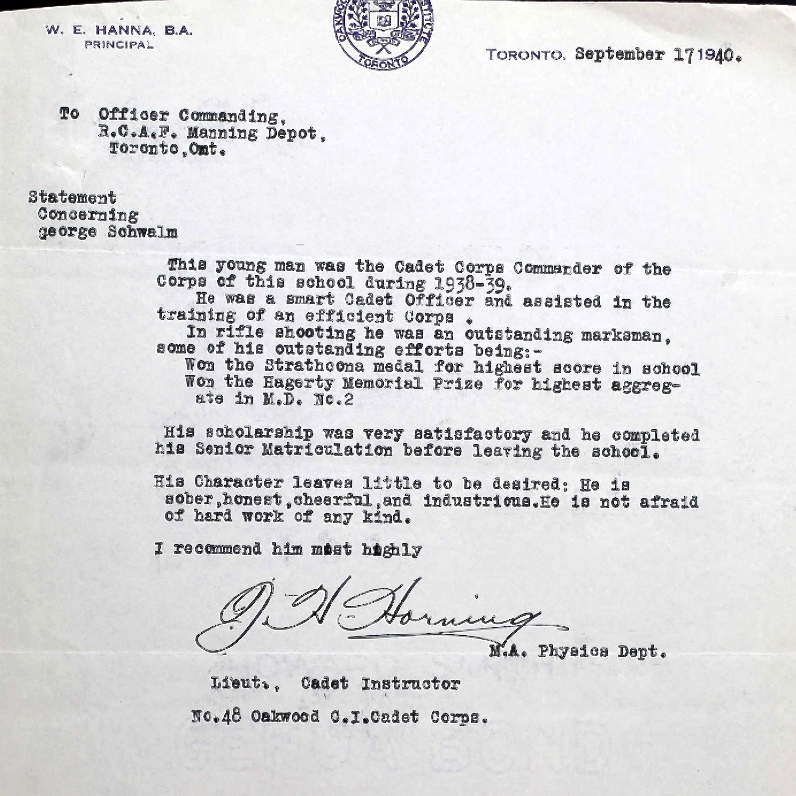 W. E. HANNA, B.A.
PRINCIPAL
TORONTO
TORONTO, September 17 1940.
To Officer Commanding,
R.C.A.F. Manning Depot,
Toronto,Ont.
Statement
Concerning
george Schwalm
This young man was the Cadet Corps Commander of the
Corps of this school during 1938-39.
He was a smart Cadet Officer and assisted in the
training of an efficient Corps .
In rifle shooting he was an outstanding marksman,
some of his outstanding efforts being:-
Won the Strathcona medal for highest score in school
Won the Hagerty Memorial Prize for highest aggreg-
ate in M.D. No.2
His scholarship was very satisfactory and he completed
his Senior Matriculation before leaving the school.
His Character leaves little to be desired: He is
sober,honest,cheerful,and industrious.He is not afraid
of hard work of any kind.
I recommend him most highly
J. H. Horning
M.A. Physics Dept.
Lieut., Cadet Instructor
No.48 Oakwood C.I.Cadet Corps.